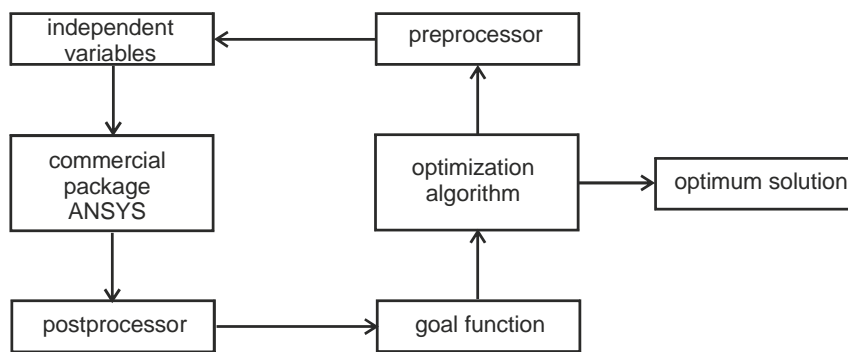 independent
variables
preprocessor
commercial
package
ANSYS
optimization
algorithm
optimum solution
postprocessor
goal function